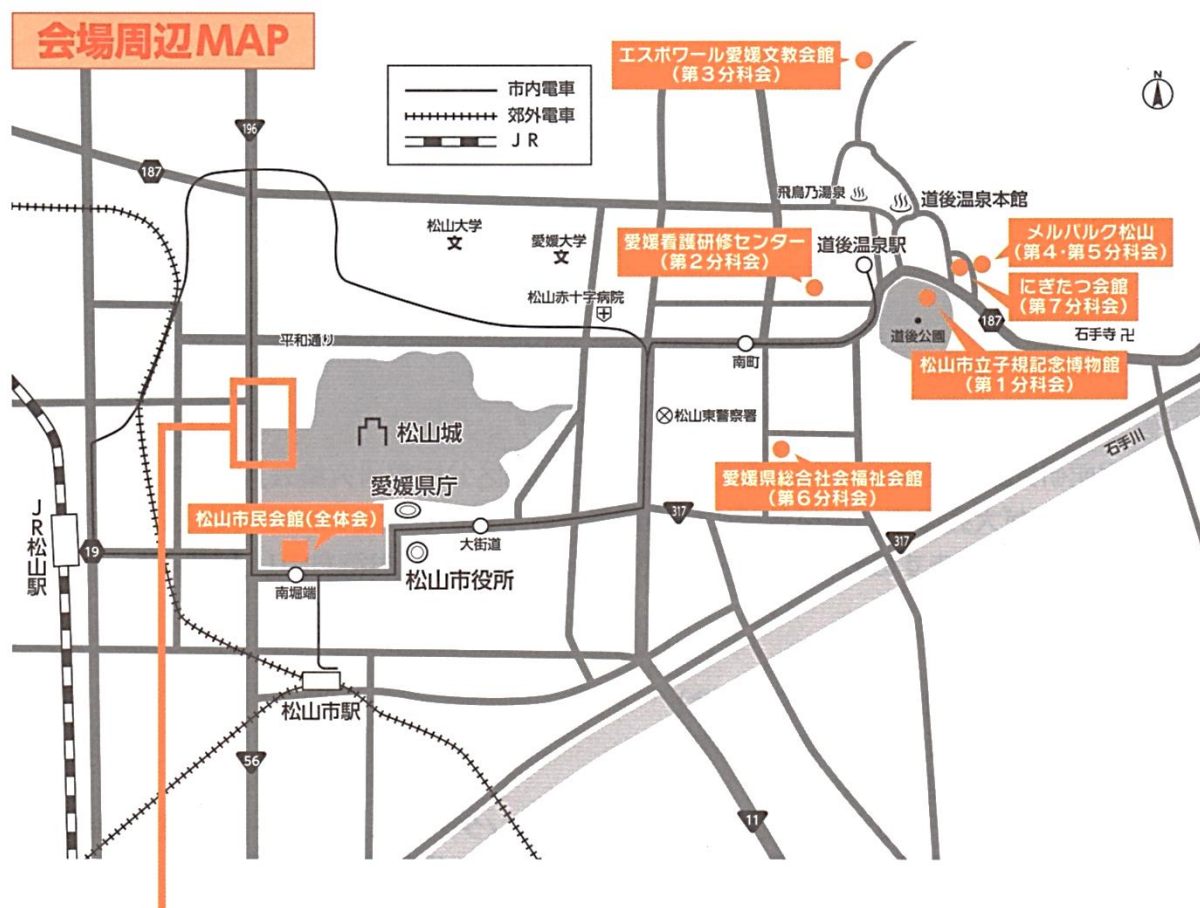 会場周辺MAP
市内電車
郊外電車
JR
エスポワール愛媛文教会館
(第3分科会)
N
196
187
飛鳥乃湯泉
道後温泉本館
松山大学
文
愛媛大学
文
愛媛看護研修センター
(第2分科会)
道後温泉駅
メルパルク松山
(第4・第5分科会)
にぎたつ会館
(第7分科会)
松山赤十字病院
187
石手寺 卍
道後公園
平和通り
南町
松山市立子規記念博物館
(第1分科会)
松山東警察署
松山城
石手川
愛媛県総合社会福祉会館
(第6分科会)
愛媛県庁
松山市民会館(全体会)
317
317
大街道
JR松山駅
19
松山市役所
南堀端
松山市駅
56
11